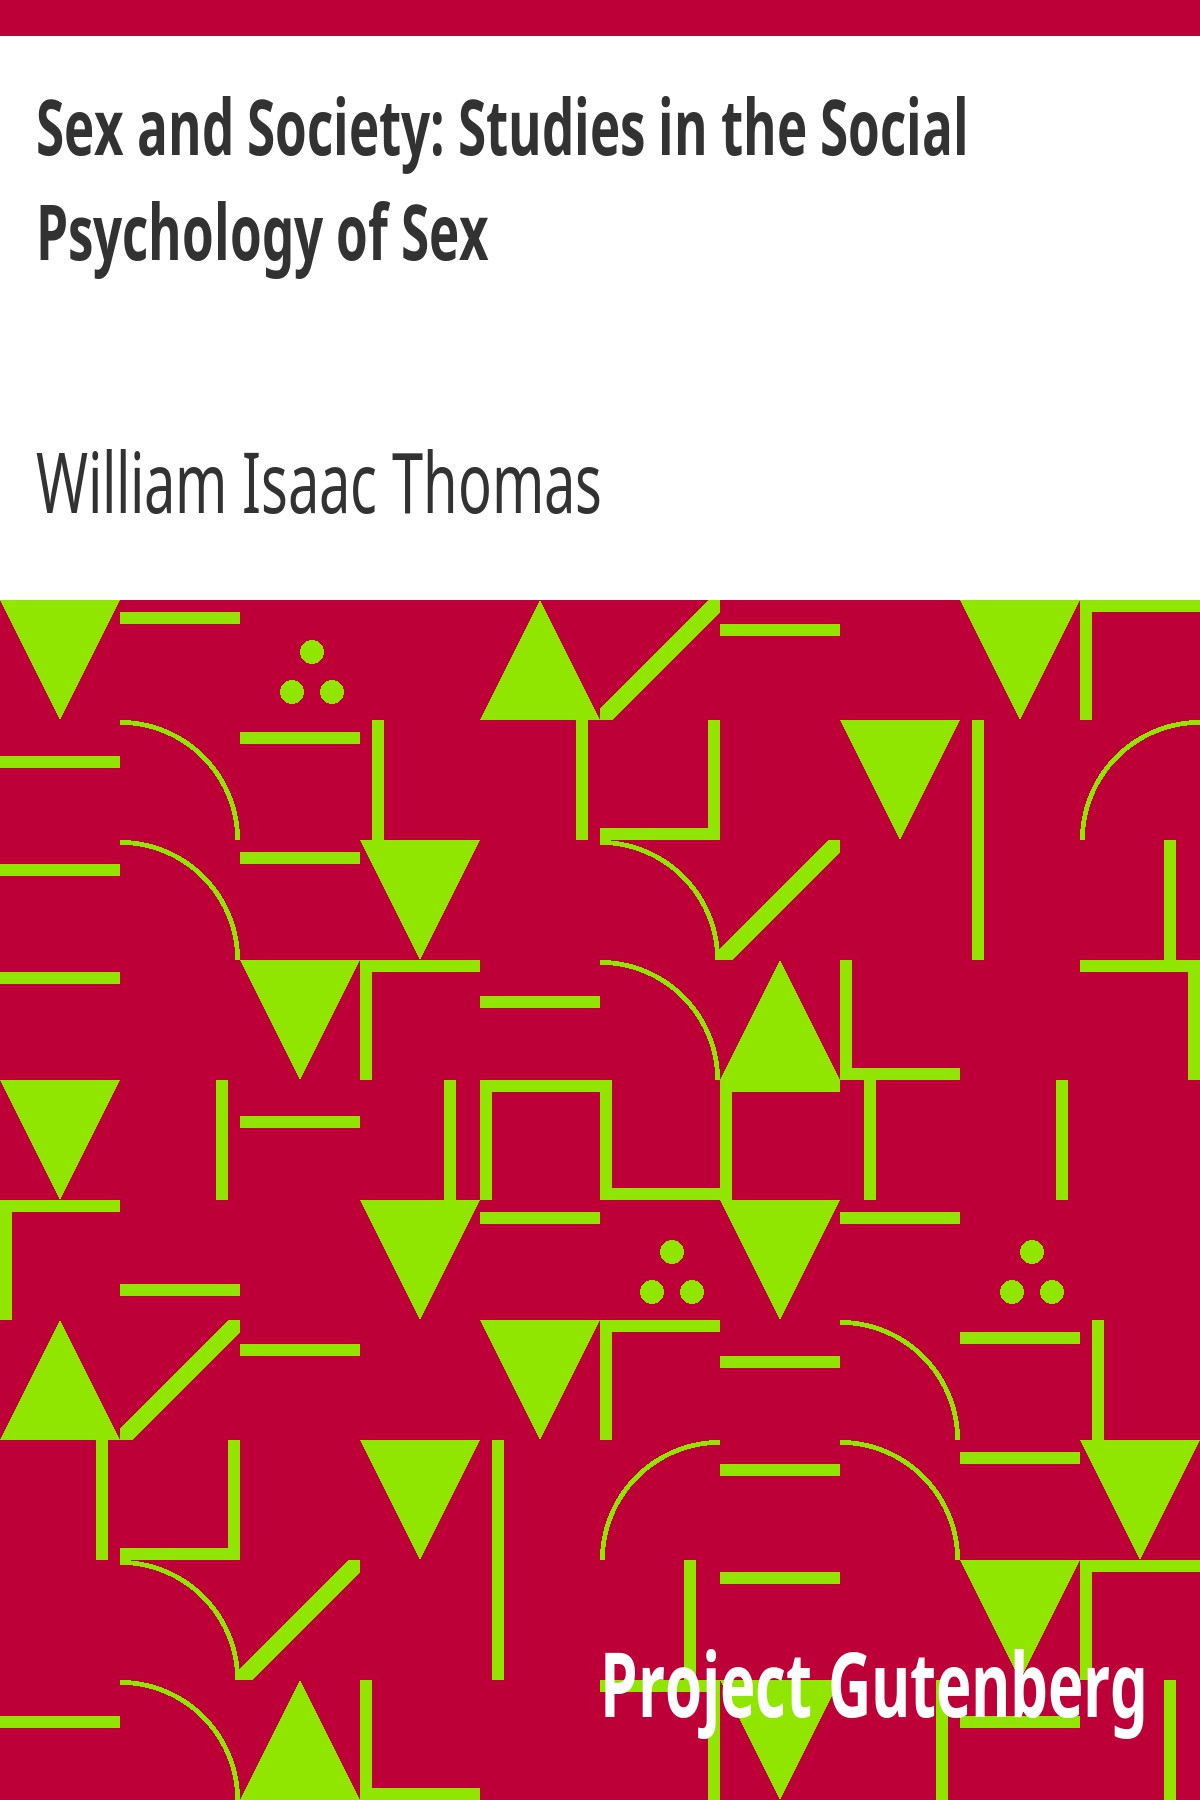 Sex and Society: Studies in the Social
Psychology of Sex
William Isaac Thomas
Project Gutenberg